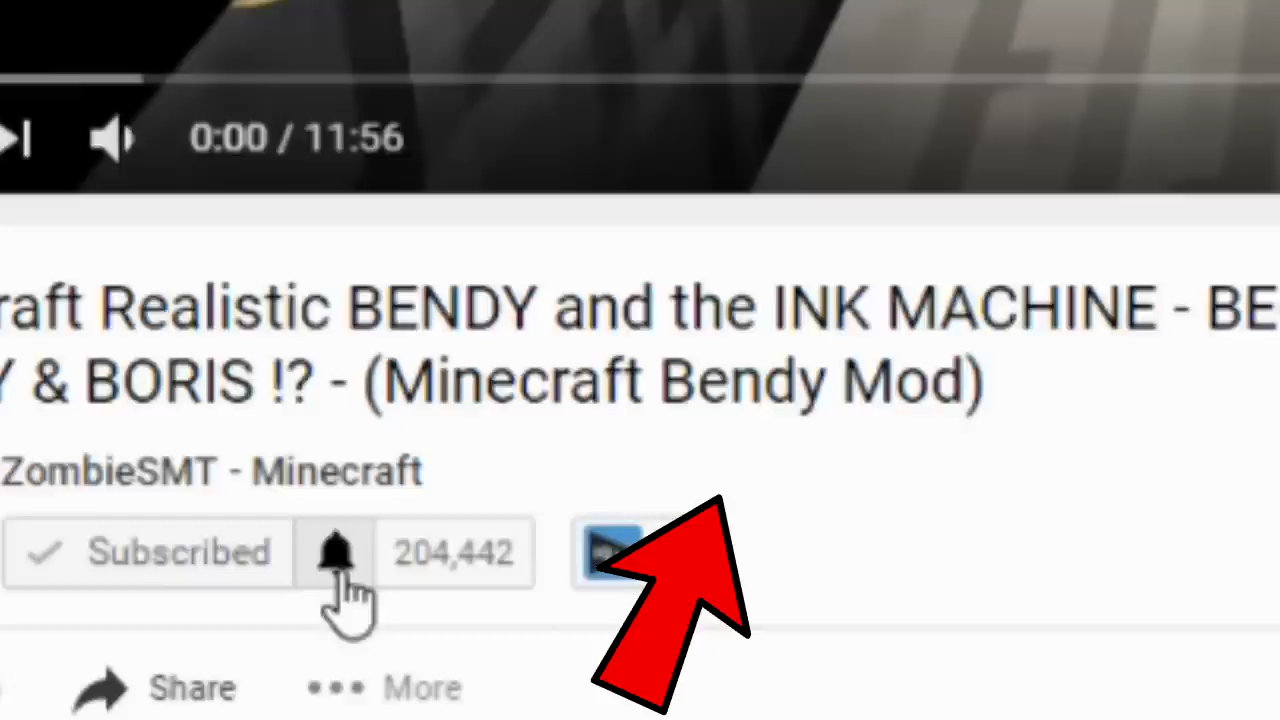 0:00 / 11:56
raft Realistic BENDY and the INK MACHINE - BE
Y & BORIS !? - (Minecraft Bendy Mod)
ZombieSMT - Minecraft
Subscribed 204,442
Share More